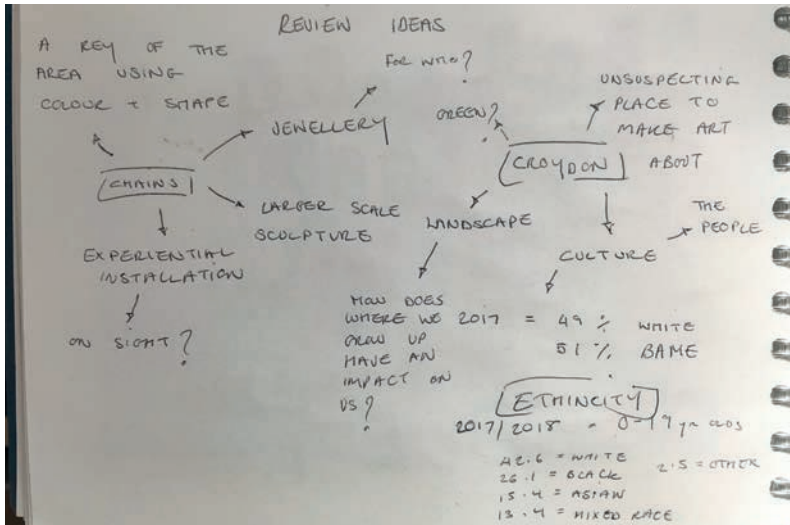 REVIEW IDEAS
A KEY OF THE
AREA USING
COLOUR + SHAPE
CHAINS
JEWELLERY
FOR WHO?
LARGER SCALE
SCULPTURE
EXPERIENTIAL
INSTALLATION
ON SIGHT?
CROYDON
GREEN?
UNSUSPECTING
PLACE TO
MAKE ART
ABOUT
LANDSCAPE
HOW DOES
WHERE WE
GROW UP
HAVE AN
IMPACT ON
US?
CULTURE
THE
PEOPLE
2017 = 49% WHITE
51% BAME
ETHINCITY
2017/2018 - 0-17 yr olds
42.6 = WHITE
26.1 = BLACK
15.4 = ASIAN
13.4 = MIXED RACE
2.5 = OTHER